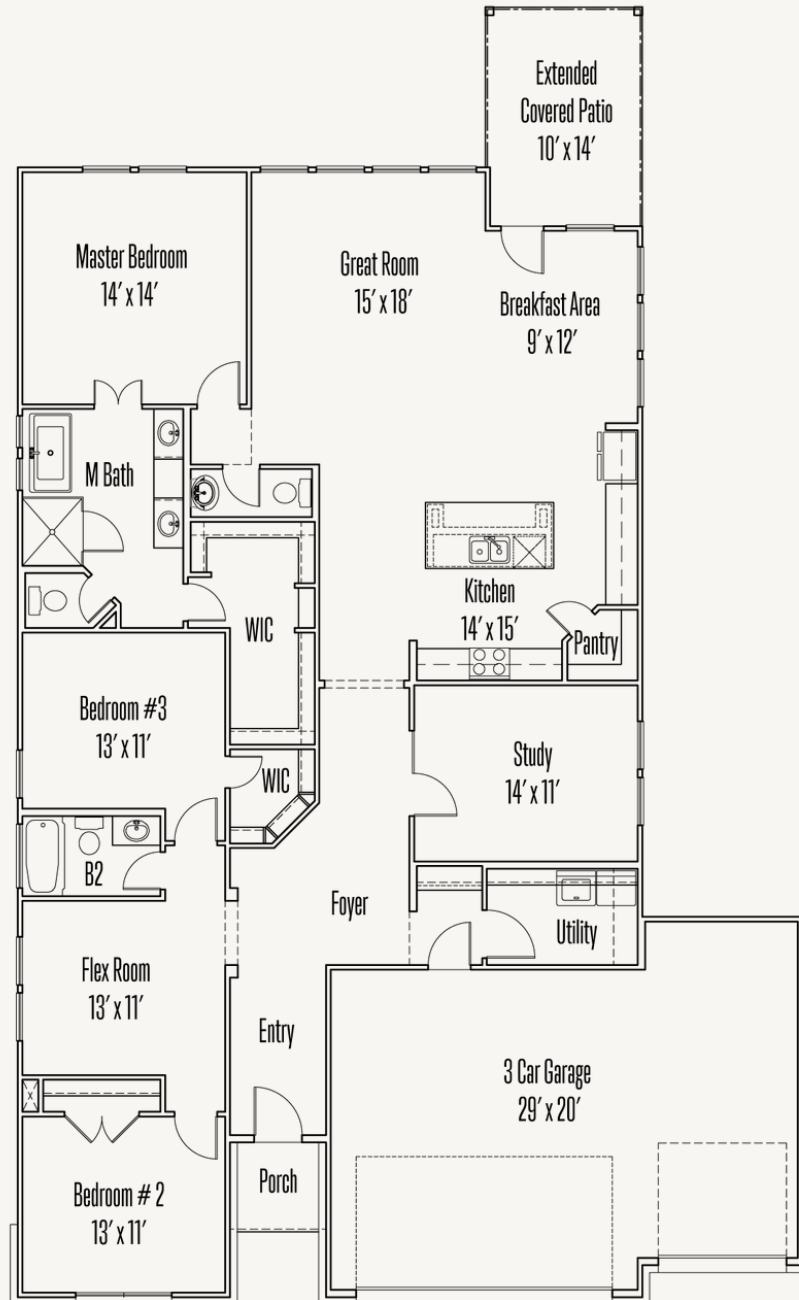 Extended
Covered Patio
10' x 14'
Master Bedroom
14' x 14'
Great Room
15' x 18'
Breakfast Area
9' x 12'
M Bath
Kitchen
14' x 15'
Pantry
WIC
Bedroom #3
13' x 11'
Study
14' x 11'
WIC
B2
Foyer
Utility
Flex Room
13' x 11'
Entry
3 Car Garage
29' x 20'
X
Porch
Bedroom # 2
13' x 11'